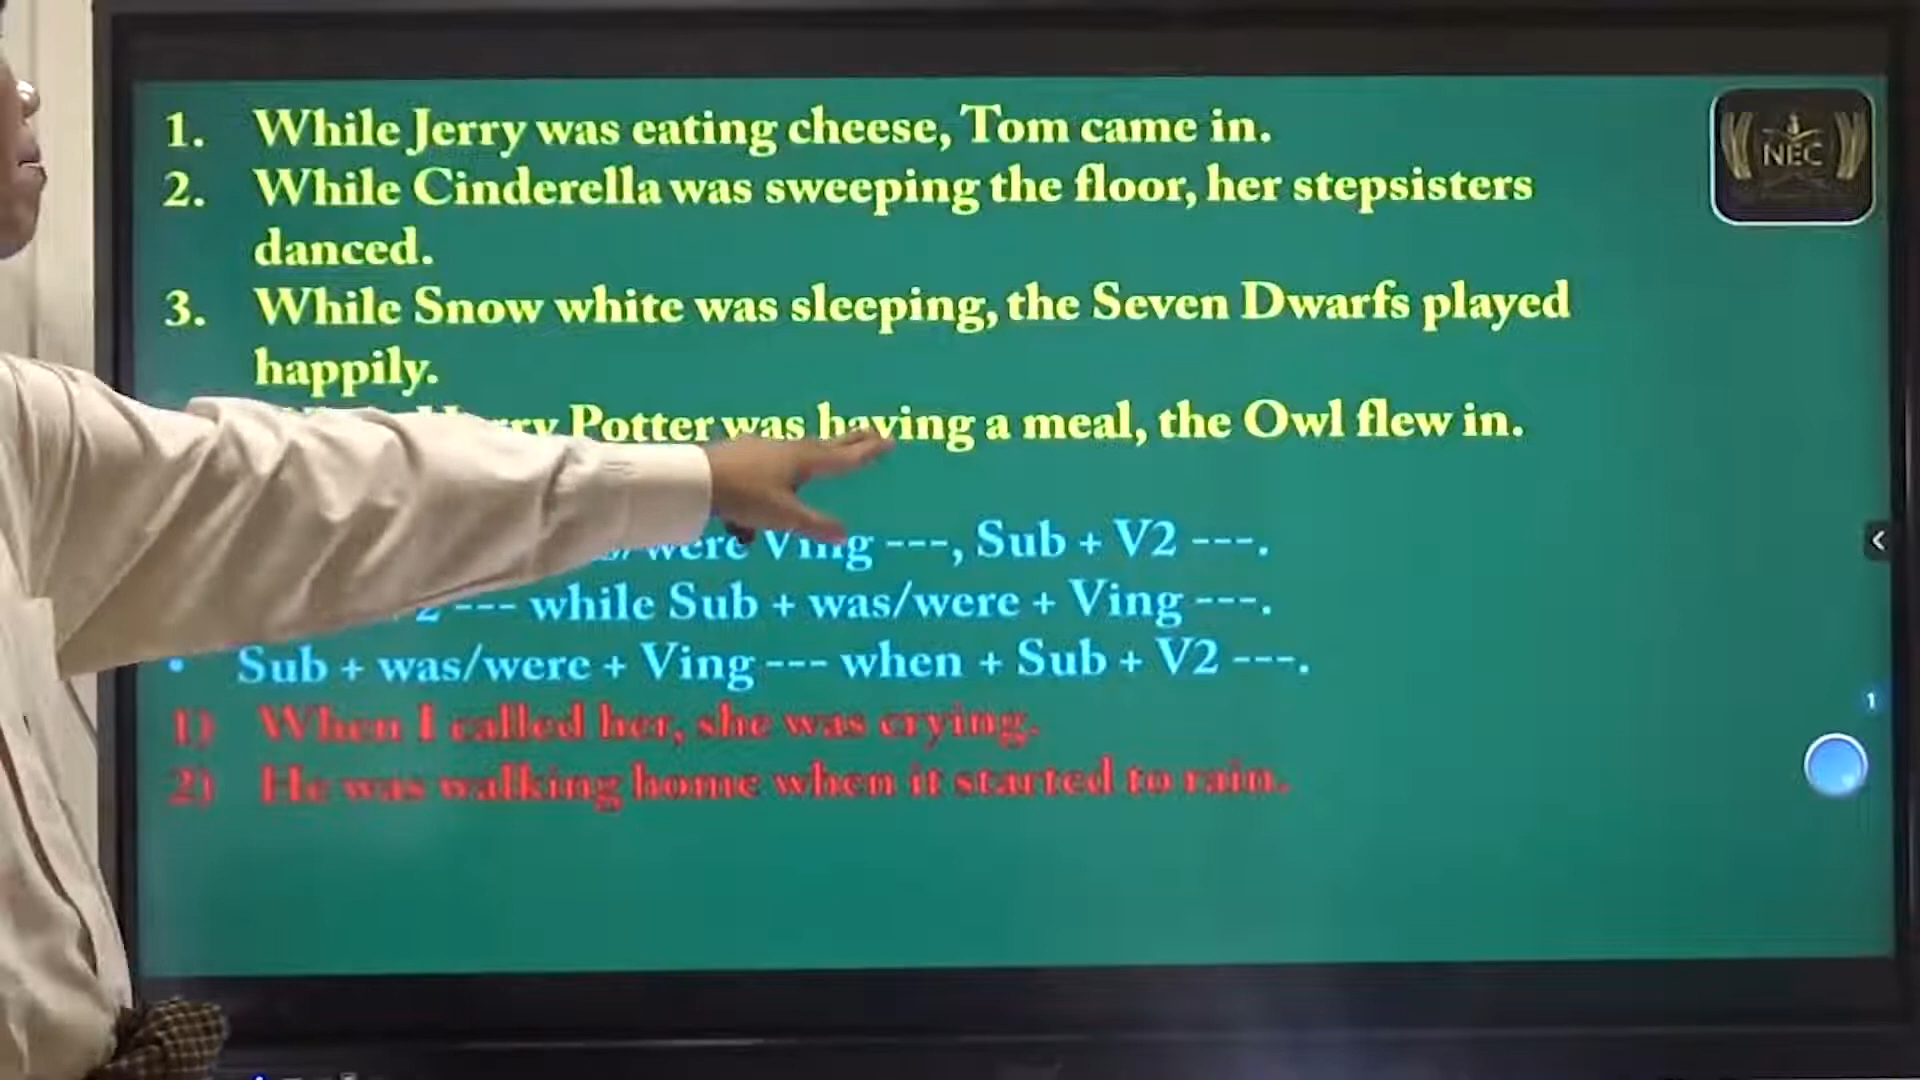 1. While Jerry was eating cheese, Tom came in.
NEC
2. While Cinderella was sweeping the floor, her stepsisters
danced.
3. While Snow white was sleeping, the Seven Dwarfs played
happily.
Potter was having a meal, the Owl flew in.
were Ving ---, Sub + V2 ---.
2 --- while Sub + was/were + Ving ---.
• Sub + was/were + Ving --- when + Sub + V2 ---.
1
1) When I called her, she was crying.
2) He was walking home when it started to rain.